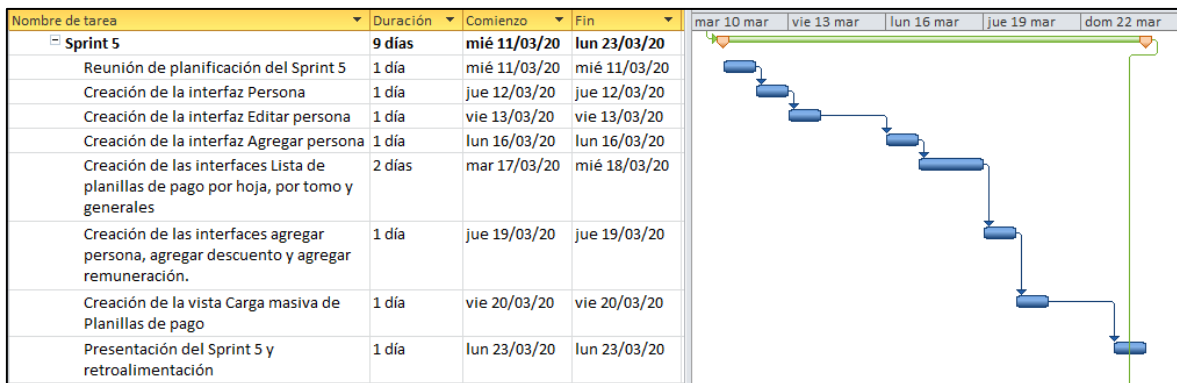 Nombre de tarea Duración Comienzo Fin mar 10 mar vie 13 mar lun 16 mar jue 19 mar dom 22 mar
Sprint 5 9 días mié 11/03/20 lun 23/03/20
Reunión de planificación del Sprint 5 1 día mié 11/03/20 mié 11/03/20
Creación de la interfaz Persona 1 día jue 12/03/20 jue 12/03/20
Creación de la interfaz Editar persona 1 día vie 13/03/20 vie 13/03/20
Creación de la interfaz Agregar persona 1 día lun 16/03/20 lun 16/03/20
Creación de las interfaces Lista de 2 días mar 17/03/20 mié 18/03/20
planillas de pago por hoja, por tomo y
generales
Creación de las interfaces agregar 1 día jue 19/03/20 jue 19/03/20
persona, agregar descuento y agregar
remuneración.
Creación de la vista Carga masiva de 1 día vie 20/03/20 vie 20/03/20
Planillas de pago
Presentación del Sprint 5 y 1 día lun 23/03/20 lun 23/03/20
retroalimentación